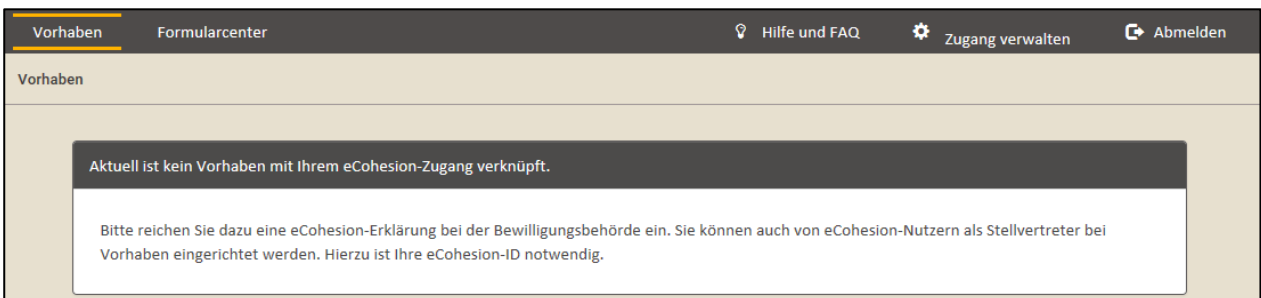 Vorhaben Formularcenter Hilfe und FAQ Zugang verwalten Abmelden
Vorhaben
Aktuell ist kein Vorhaben mit Ihrem eCohesion-Zugang verknüpft.
Bitte reichen Sie dazu eine eCohesion-Erklärung bei der Bewilligungsbehörde ein. Sie können auch von eCohesion-Nutzern als Stellvertreter bei
Vorhaben eingerichtet werden. Hierzu ist Ihre eCohesion-ID notwendig.